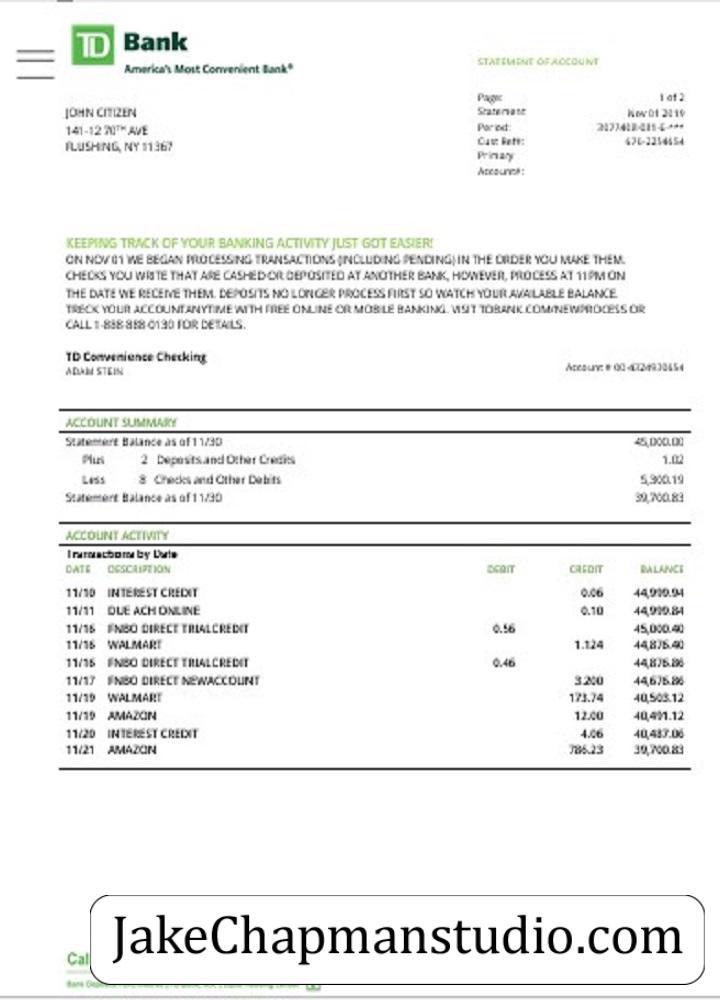 TD Bank
America's Most Convenient Bank®
STATEMENT OF ACCOUNT
JOHN CITIZEN
141-12 70TH AVE
FLUSHING, NY 11367
Page: 1 of 2
Statement Nov 01 2019
Period:
Cust Ref#: 676-2254654
Primary
Account#:
KEEPING TRACK OF YOUR BANKING ACTIVITY JUST GOT EASIER!
ON NOV 01 WE BEGAN PROCESSING TRANSACTIONS (INCLUDING PENDING) IN THE ORDER YOU MAKE THEM.
CHECKS YOU WRITE THAT ARE CASHED OR DEPOSITED AT ANOTHER BANK, HOWEVER, PROCESS AT 11PM ON
THE DATE WE RECEIVE THEM. DEPOSITS NO LONGER PROCESS FIRST SO WATCH YOUR AVAILABLE BALANCE.
TRECK YOUR ACCOUNTANYTIME WITH FREE ONLINE OR MOBILE BANKING. VISIT TDBANK.COM/NEWPROCESS OR
CALL 1-888-888-0130 FOR DETAILS.
TD Convenience Checking
ADAM STEIN
Account #
ACCOUNT SUMMARY
Statement Balance as of 11/30 45,000.00
Plus 2 Deposits and Other Credits 1.02
Less 8 Checks and Other Debits 5,300.19
Statement Balance as of 11/30 39,700.83
ACCOUNT ACTIVITY
Transactions by Date
DATE DESCRIPTION DEBIT CREDIT BALANCE
11/10 INTEREST CREDIT 0.06 44,999.94
11/11 DUE ACH ONLINE 0.10 44,999.84
11/16 FNBO DIRECT TRIALCREDIT 0.56 45,000.40
11/16 WALMART 1.124 44,876.40
11/16 FNBO DIRECT TRIALCREDIT 0.46 44,876.86
11/17 FNBO DIRECT NEWACCOUNT 3.200 44,676.86
11/19 WALMART 173.74 40,503.12
11/19 AMAZON 12.00 40,491.12
11/20 INTEREST CREDIT 4.06 40,487.06
11/21 AMAZON 786.23 39,700.83
JakeChapmanstudio.com